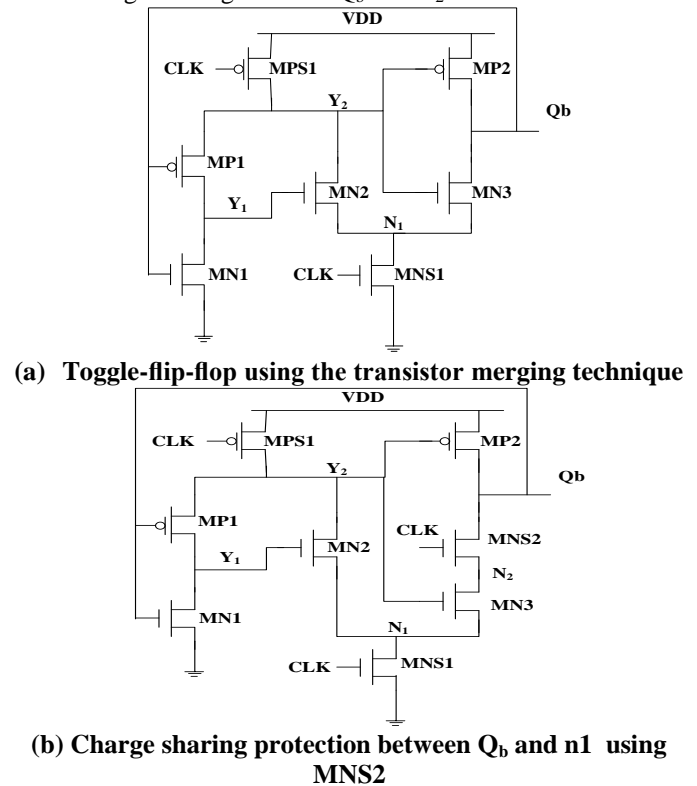 VDD
CLK
MPS1
MP2
Y2
Qb
MP1
MN2
MN3
Y1
N1
MN1
CLK
MNS1
(a) Toggle-flip-flop using the transistor merging technique
VDD
CLK
MPS1
MP2
Y2
Qb
MP1
CLK
MNS2
MN2
Y1
N2
MN3
MN1
N1
CLK
MNS1
(b) Charge sharing protection between Qb and n1 using
MNS2